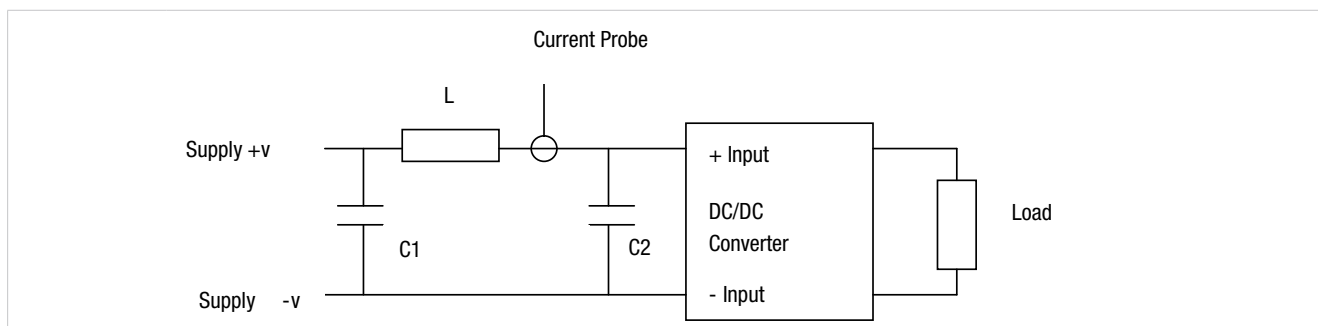 Current Probe
L
Supply +v
+ Input
DC/DC
Load
C1
C2
Converter
Supply -v
- Input